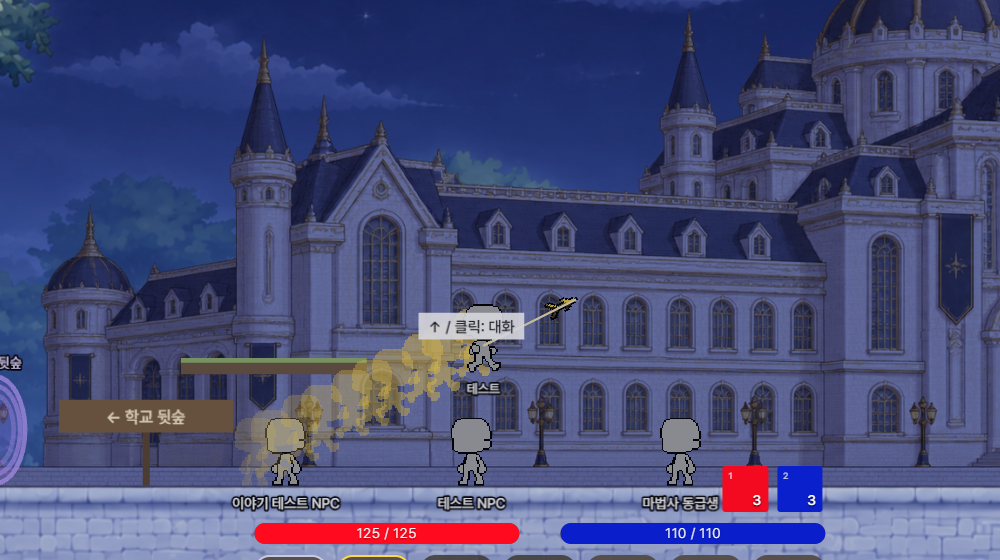 ↑ / 클릭: 대화
뒷숲
테스트
← 학교 뒷숲
이야기 테스트 NPC
테스트 NPC
마법사 동급생
1
3
2
3
125 / 125
110 / 110